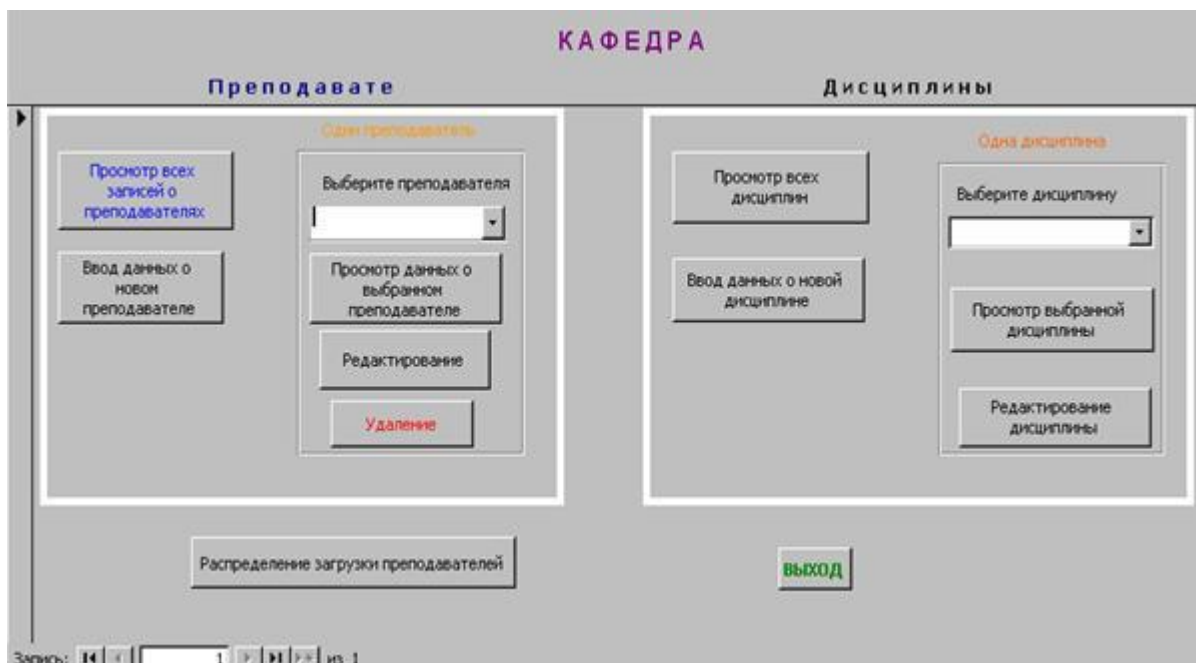 КАФЕДРА
Преподавате
Дисциплины
Один преподаватель
Просмотр всех
записей о
преподавателях
Выберите преподавателя
Ввод данных о
новом
преподавателе
Просмотр данных о
выбранном
преподавателе
Редактирование
Удаление
Одна дисциплина
Просмотр всех
дисциплин
Выберите дисциплину
Ввод данных о новой
дисциплине
Просмотр выбранной
дисциплины
Редактирование
дисциплины
Распределение загрузки преподавателей
ВЫХОД
Запись: 1 из 1